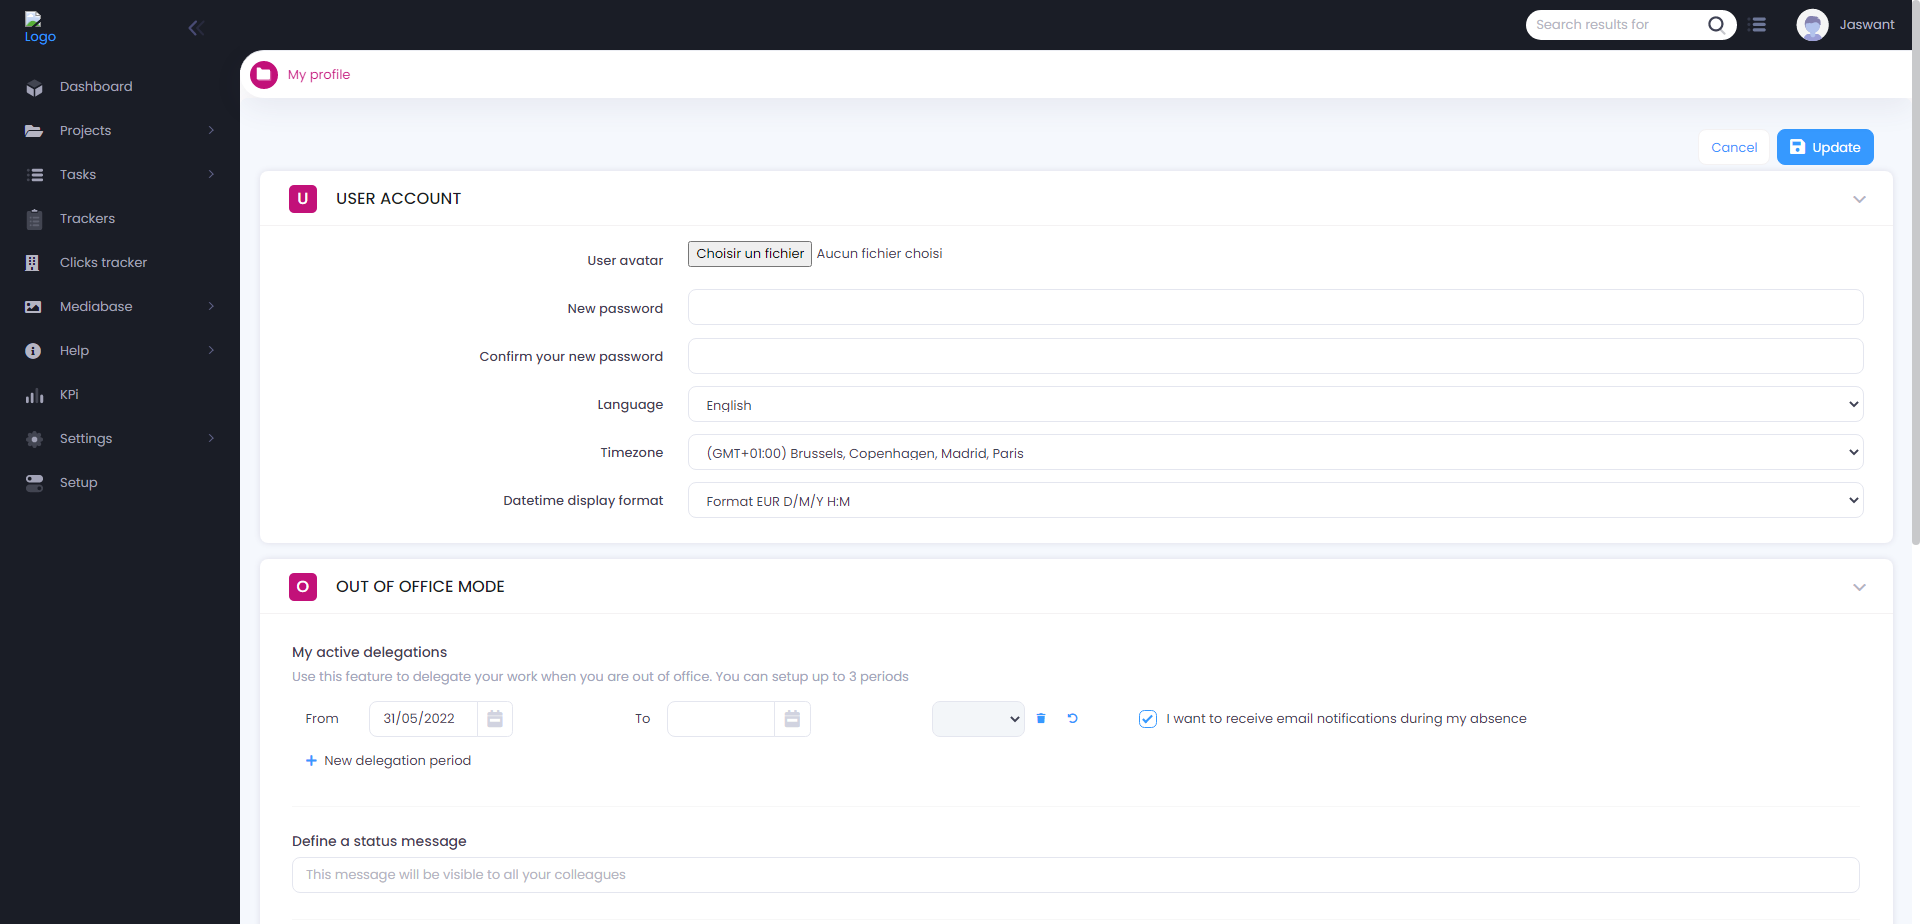 Logo
Search results for
Jaswant
Dashboard
Projects
Tasks
Trackers
Clicks tracker
Mediabase
Help
KPi
Settings
Setup
My profile
Cancel
Update
U USER ACCOUNT
User avatar Choisir un fichier Aucun fichier choisi
New password
Confirm your new password
Language English
Timezone (GMT+01:00) Brussels, Copenhagen, Madrid, Paris
Datetime display format Format EUR D/M/Y H:M
O OUT OF OFFICE MODE
My active delegations
Use this feature to delegate your work when you are out of office. You can setup up to 3 periods
From 31/05/2022 To I want to receive email notifications during my absence
+ New delegation period
Define a status message
This message will be visible to all your colleagues